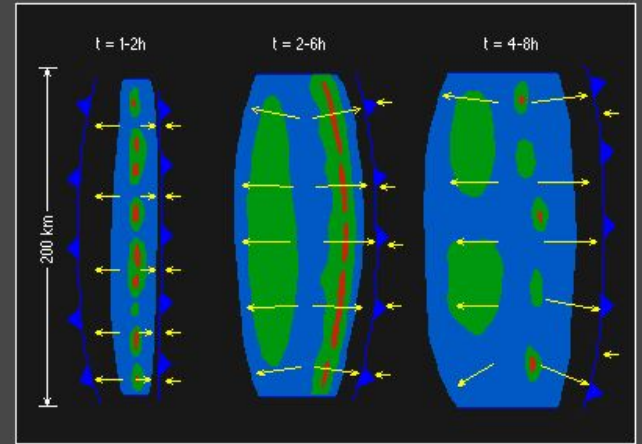 t = 1-2h
t = 2-6h
t = 4-8h
200 km